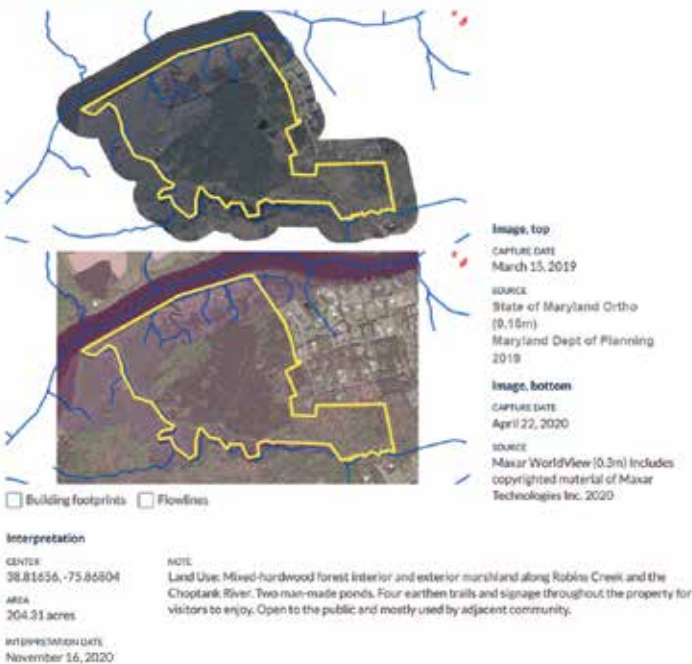 Image, top
CAPTURE DATE
March 15, 2019
SOURCE
State of Maryland Ortho
(0.15m)
Maryland Dept of Planning
2019
Image, bottom
CAPTURE DATE
April 22, 2020
SOURCE
Maxar WorldView (0.3m) Includes
copyrighted material of Maxar
Technologies Inc. 2020
Building footprints Flowlines
Interpretation
CENTER
38.81656, -75.86804
AREA
204.31 acres
INTERPRETATION DATE
November 16, 2020
NOTE
Land Use: Mixed-hardwood forest interior and exterior marshland along Robins Creek and the
Choptank River. Two man-made ponds. Four earthen trails and signage throughout the property for
visitors to enjoy. Open to the public and mostly used by adjacent community.